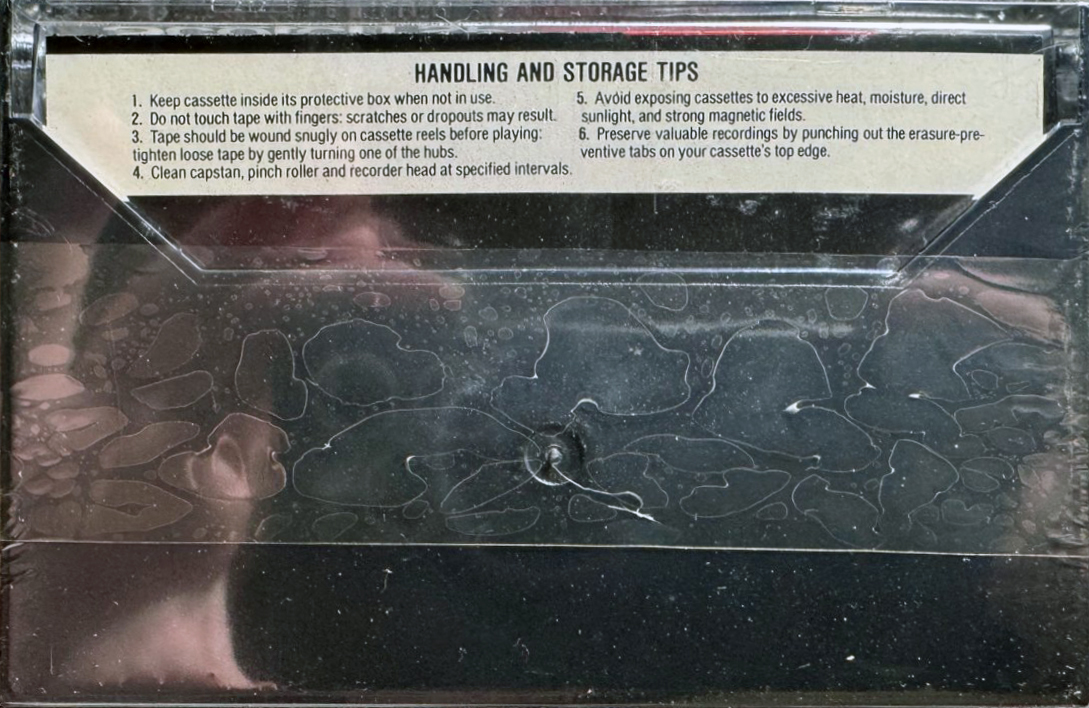 HANDLING AND STORAGE TIPS
1. Keep cassette inside its protective box when not in use.
2. Do not touch tape with fingers: scratches or dropouts may result.
3. Tape should be wound snugly on cassette reels before playing:
tighten loose tape by gently turning one of the hubs.
4. Clean capstan, pinch roller and recorder head at specified intervals.
5. Avoid exposing cassettes to excessive heat, moisture, direct
sunlight, and strong magnetic fields.
6. Preserve valuable recordings by punching out the erasure-pre-
ventive tabs on your cassette's top edge.